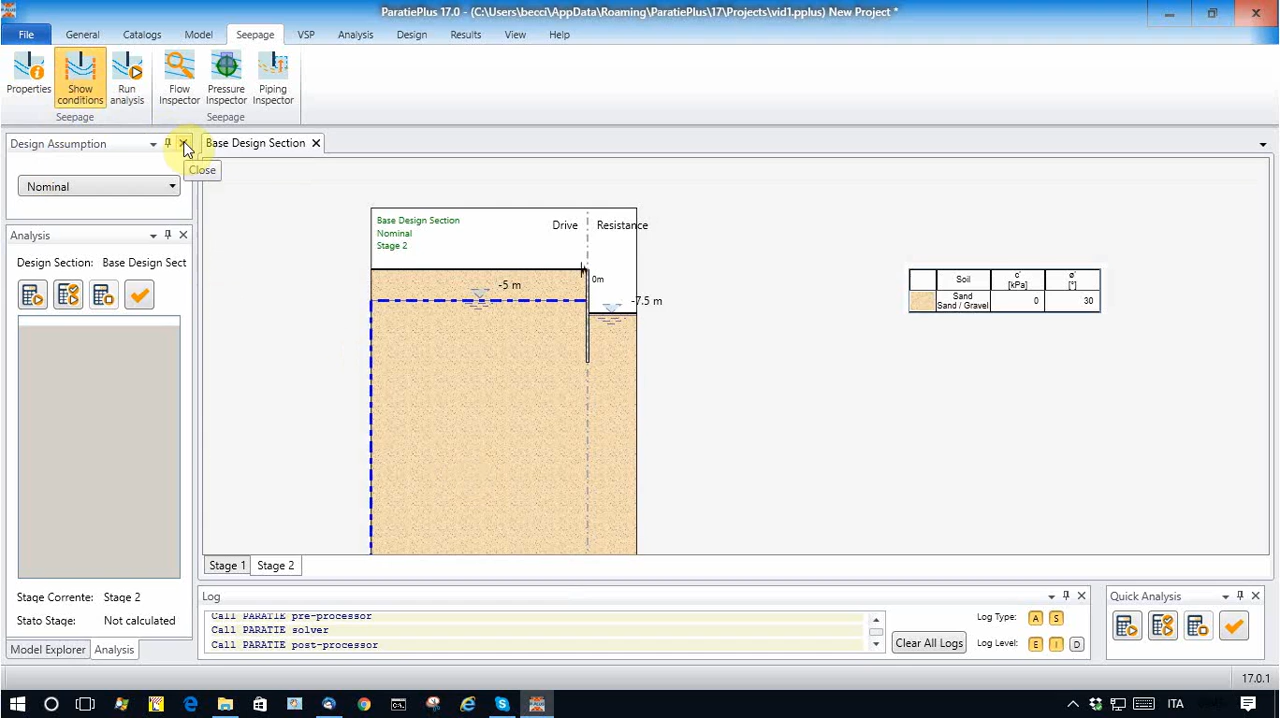 ParatiePlus 17.0 - (C:\Users\becci\AppData\Roaming\ParatiePlus\17\Projects\vid1.pplus) New Project *
File General Catalogs Model Seepage VSP Analysis Design Results View Help
Properties
Show conditions
Run analysis
Flow Inspector
Pressure Inspector
Piping Inspector
Seepage
Seepage
Design Assumption
Close
Nominal
Base Design Section
Analysis
Design Section: Base Design Sect
Stage Corrente: Stage 2
Stato Stage: Not calculated
Model Explorer Analysis
Base Design Section
Nominal
Stage 2
Drive
Resistance
0m
-5 m
-7.5 m
Soil c' [kPa] ø' [°]
Sand Sand / Gravel 0 30
Stage 1 Stage 2
Log
Call PARATIE pre-processor
Call PARATIE solver
Call PARATIE post-processor
Clear All Logs
Log Type: A S
Log Level: E I D
Quick Analysis
17.0.1
ITA